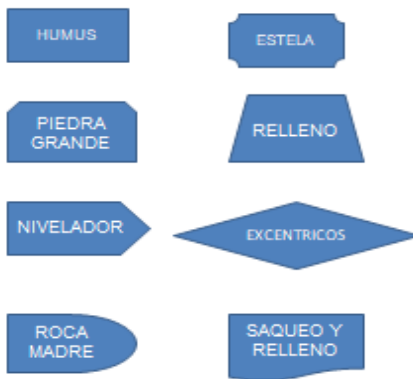 HUMUS
ESTELA
PIEDRA
GRANDE
RELLENO
NIVELADOR
EXCENTRICOS
ROCA
MADRE
SAQUEO Y
RELLENO